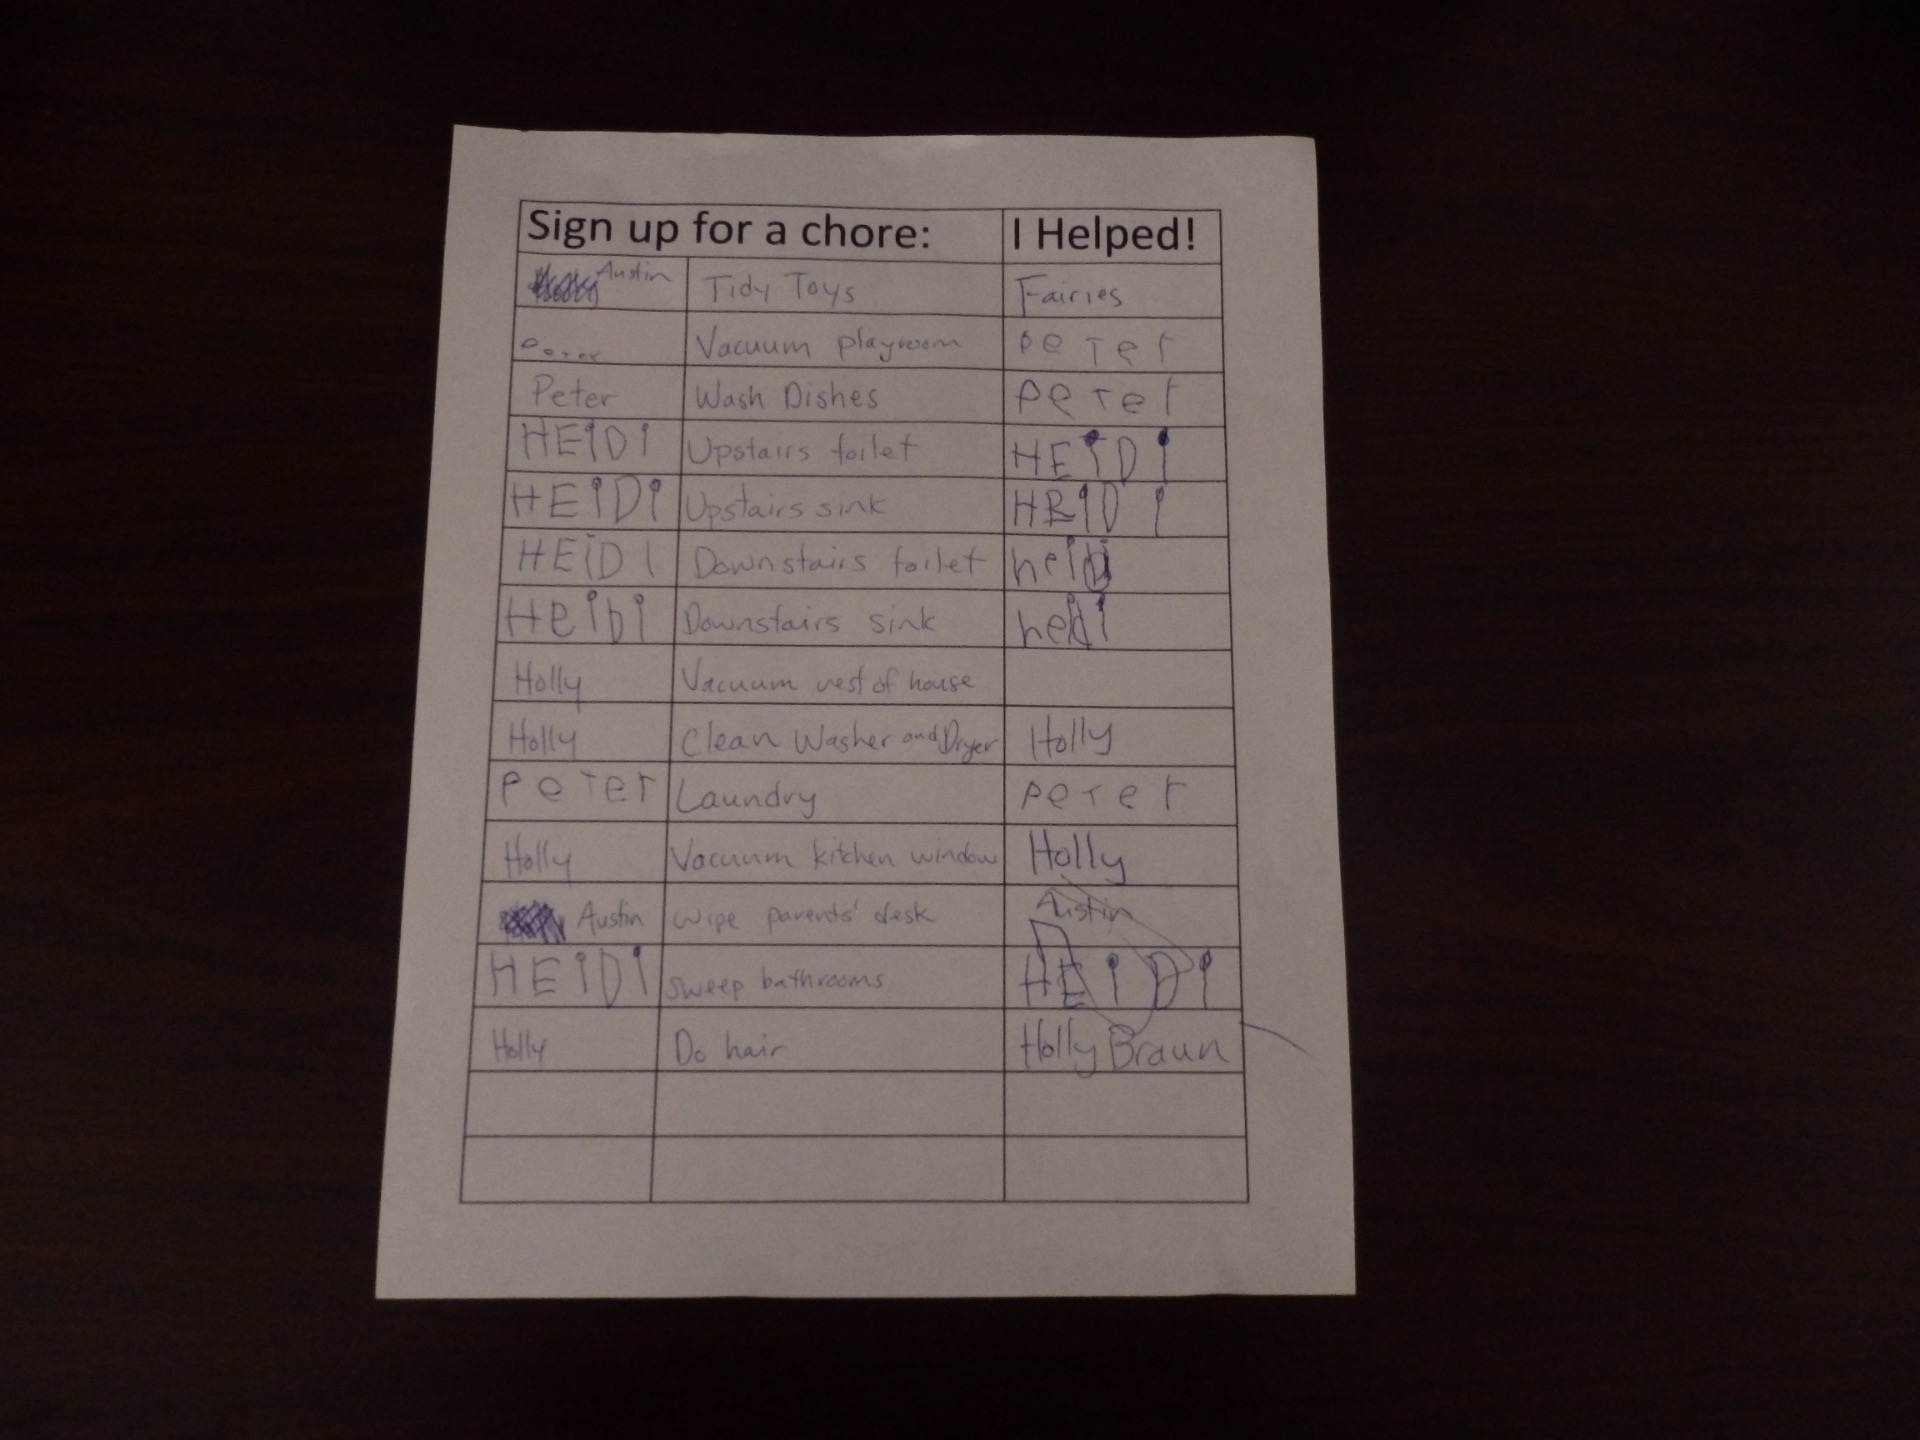 Sign up for a chore: I Helped!
Austin Tidy Toys Fairies
Peter Vacuum playroom PeTer
Peter Wash Dishes PeTer
HEiDi Upstairs toilet HEiDi
HEiDi Upstairs sink HEiDi
HEiDI Downstairs toilet heidi
HeiDi Downstairs sink heidi
Holly Vacuum rest of house
Holly Clean Washer and Dryer Holly
PeTer Laundry PeTer
Holly Vacuum kitchen window Holly
Austin wipe parents' desk Austin
HEiDi sweep bathrooms HEiDi
Holly Do hair Holly Braun